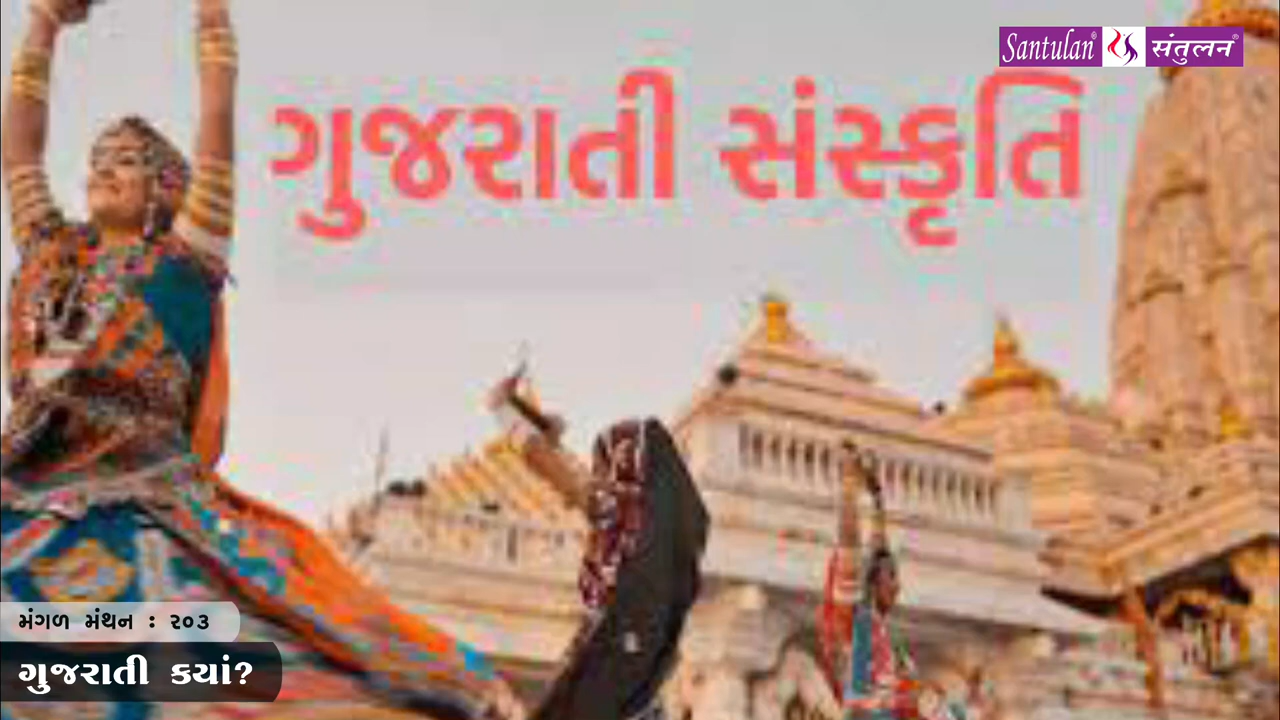 Santulan® संतुलन®
ગુજરાતી સંસ્કૃતિ
મંગળ મંથન : ૨૦૩
ગુજરાતી ક્યાં?